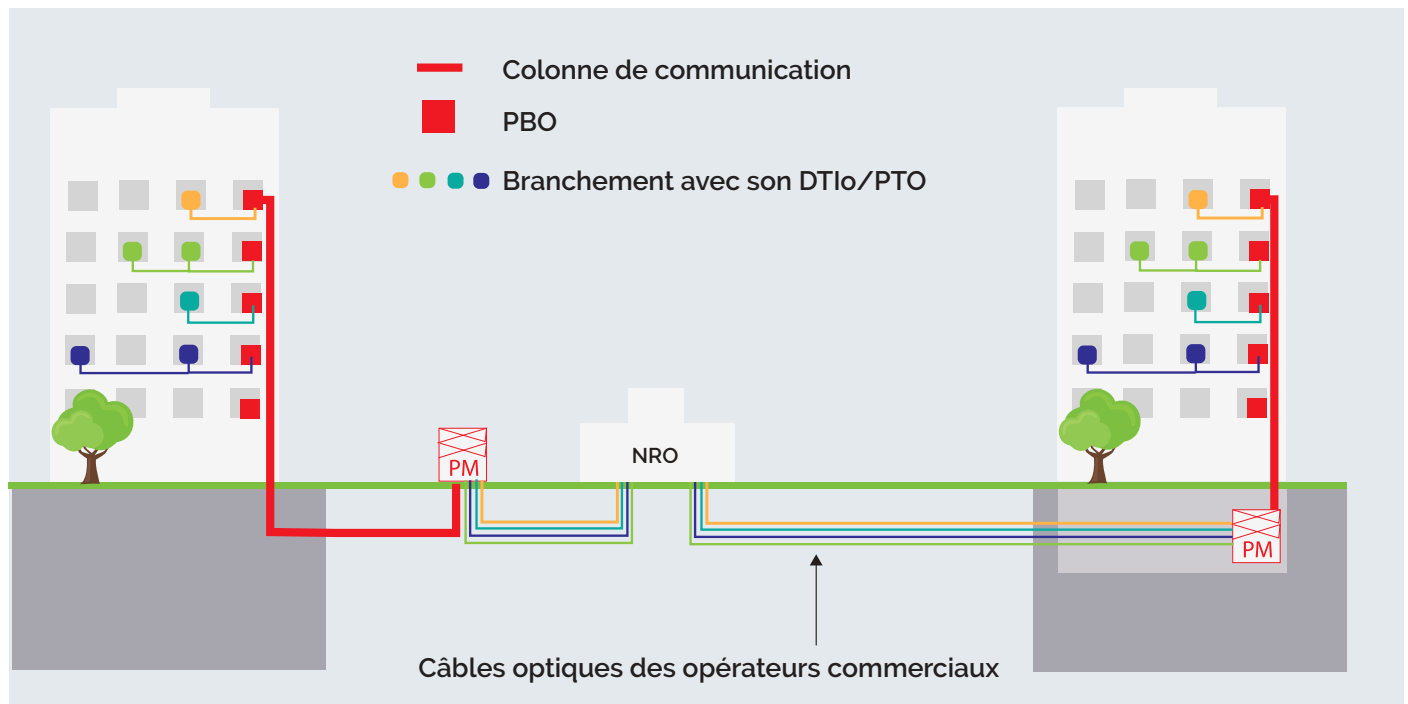 Colonne de communication
PBO
Branchement avec son DTIo/PTO
PM
NRO
PM
Câbles optiques des opérateurs commerciaux